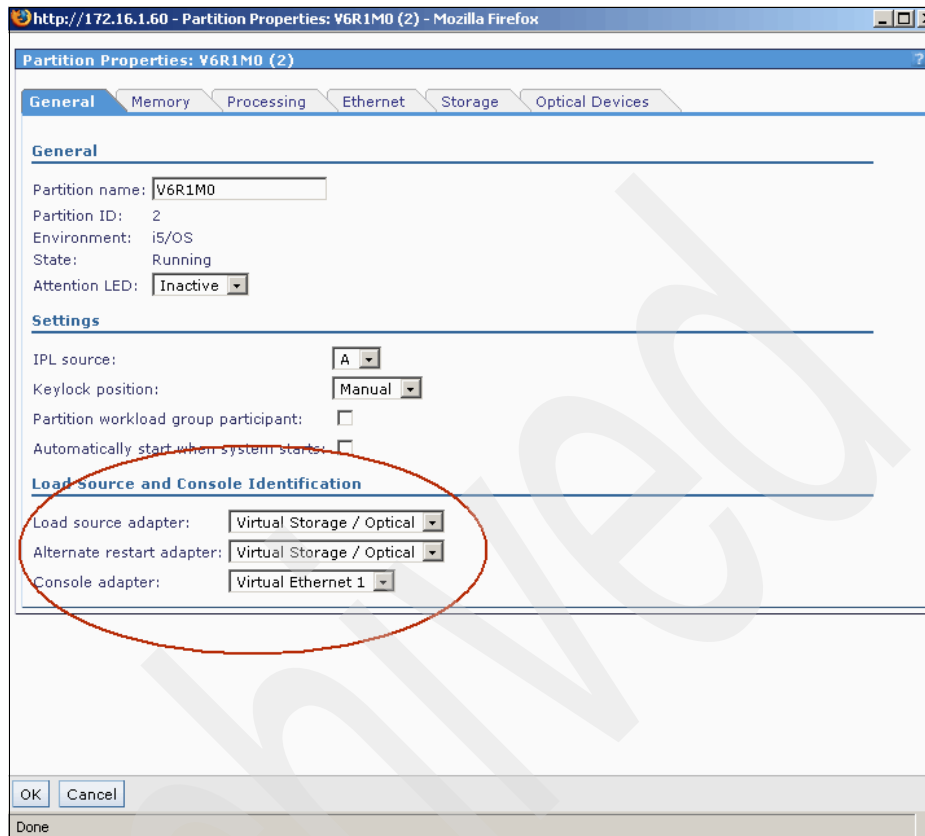 http://172.16.1.60 - Partition Properties: V6R1M0 (2) - Mozilla Firefox
Partition Properties: V6R1M0 (2) ?
General Memory Processing Ethernet Storage Optical Devices
General
Partition name: V6R1M0
Partition ID: 2
Environment: i5/OS
State: Running
Attention LED: Inactive
Settings
IPL source: A
Keylock position: Manual
Partition workload group participant:
Automatically start when system starts:
Load Source and Console Identification
Load source adapter: Virtual Storage / Optical
Alternate restart adapter: Virtual Storage / Optical
Console adapter: Virtual Ethernet 1
OK Cancel
Done